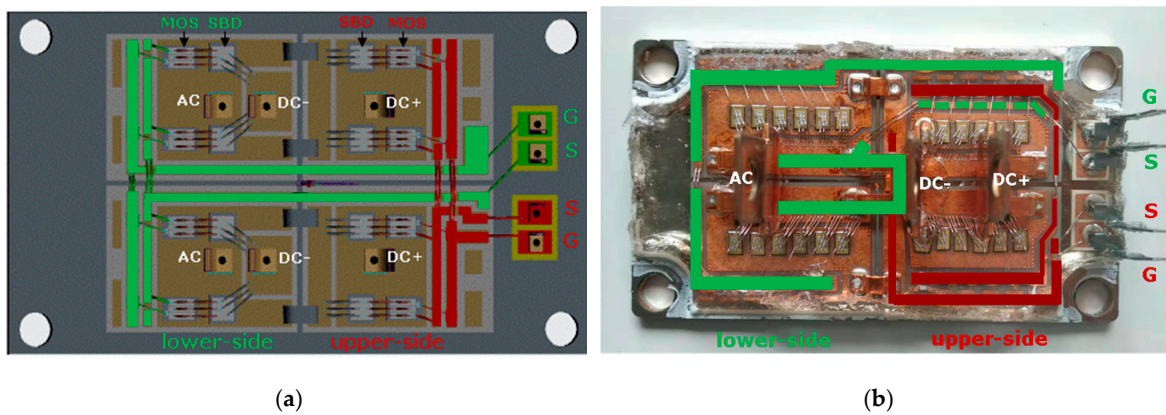 MOS SBD
SBD MOS
AC
DC-
DC+
G
S
S
G
AC
DC-
DC+
lower-side
upper-side
(a)
G
S
S
G
AC
DC-
DC+
lower-side
upper-side
(b)